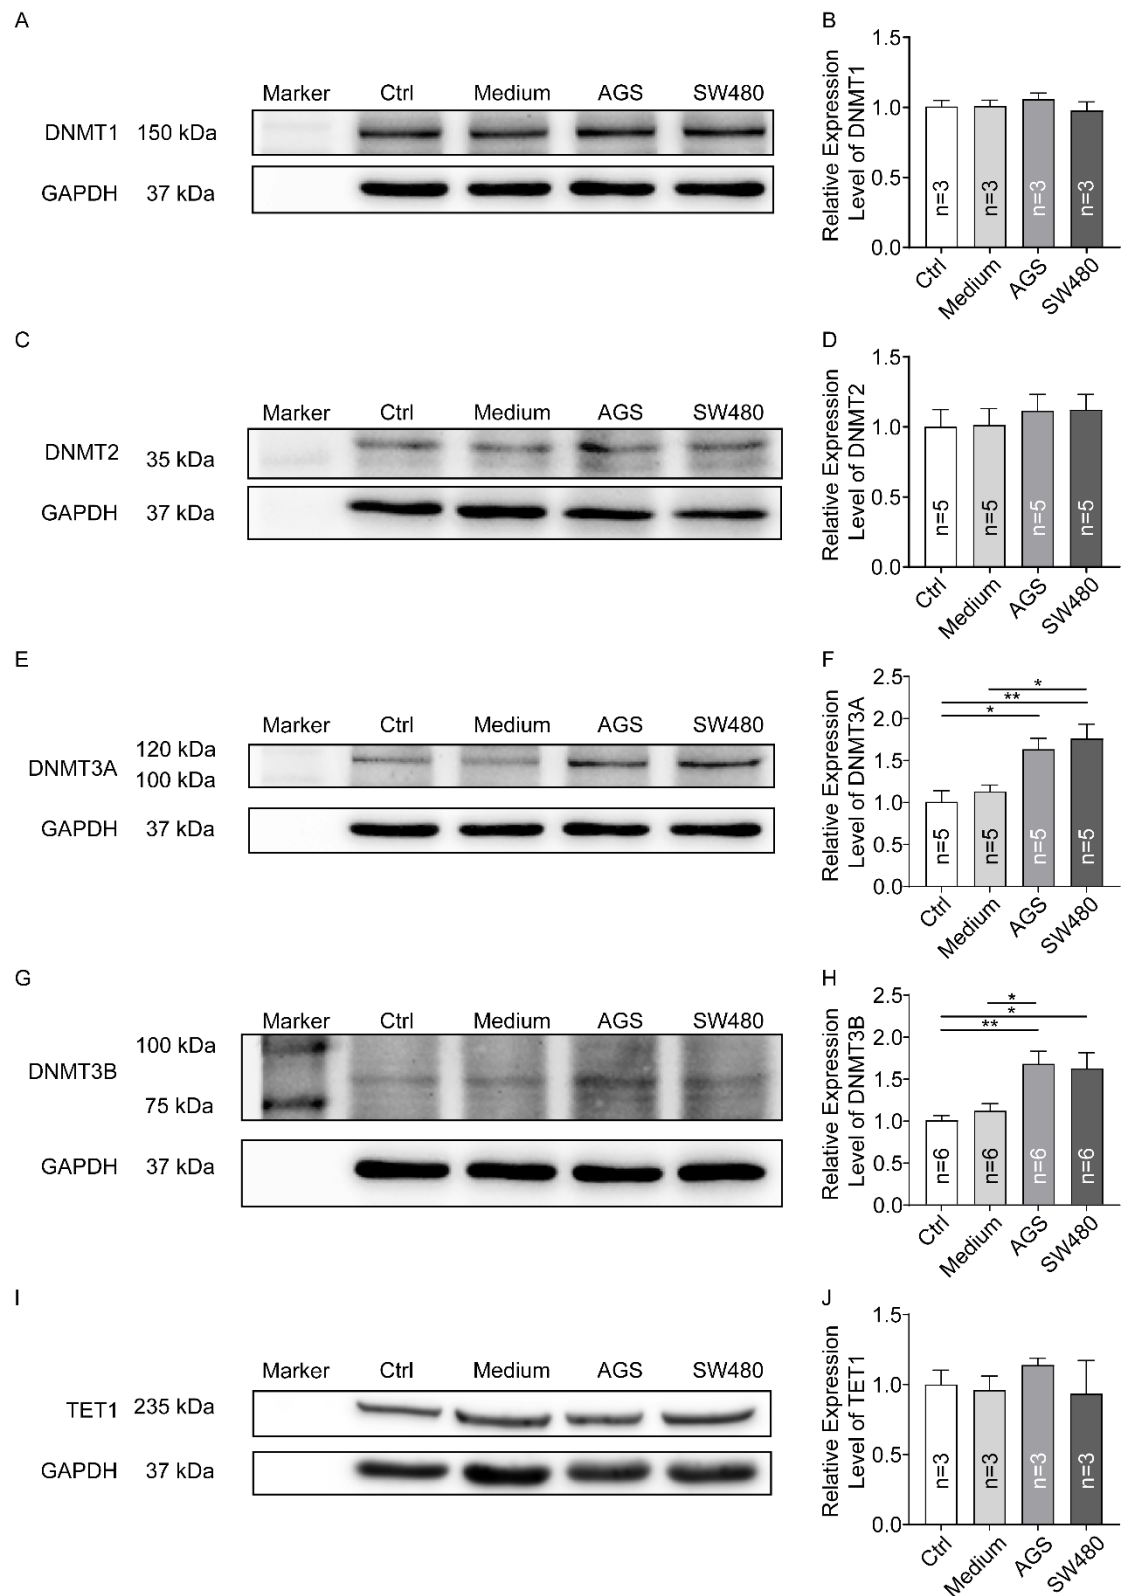 A
Marker Ctrl Medium AGS SW480
DNMT1 150 kDa
GAPDH 37 kDa
B
Relative Expression
Level of DNMT1
1.5
1.0
0.5
0.0
n=3
n=3
n=3
n=3
Ctrl
Medium
AGS
SW480
C
Marker Ctrl Medium AGS SW480
DNMT2 35 kDa
GAPDH 37 kDa
D
Relative Expression
Level of DNMT2
1.5
1.0
0.5
0.0
n=5
n=5
n=5
n=5
Ctrl
Medium
AGS
SW480
E
Marker Ctrl Medium AGS SW480
120 kDa
DNMT3A
100 kDa
GAPDH 37 kDa
F
Relative Expression
Level of DNMT3A
2.5
2.0
1.5
1.0
0.5
0.0
*
**
*
n=5
n=5
n=5
n=5
Ctrl
Medium
AGS
SW480
G
Marker Ctrl Medium AGS SW480
100 kDa
DNMT3B
75 kDa
GAPDH 37 kDa
H
Relative Expression
Level of DNMT3B
2.5
2.0
1.5
1.0
0.5
0.0
*
*
**
n=6
n=6
n=6
n=6
Ctrl
Medium
AGS
SW480
I
Marker Ctrl Medium AGS SW480
TET1 235 kDa
GAPDH 37 kDa
J
Relative Expression
Level of TET1
1.5
1.0
0.5
0.0
n=3
n=3
n=3
n=3
Ctrl
Medium
AGS
SW480